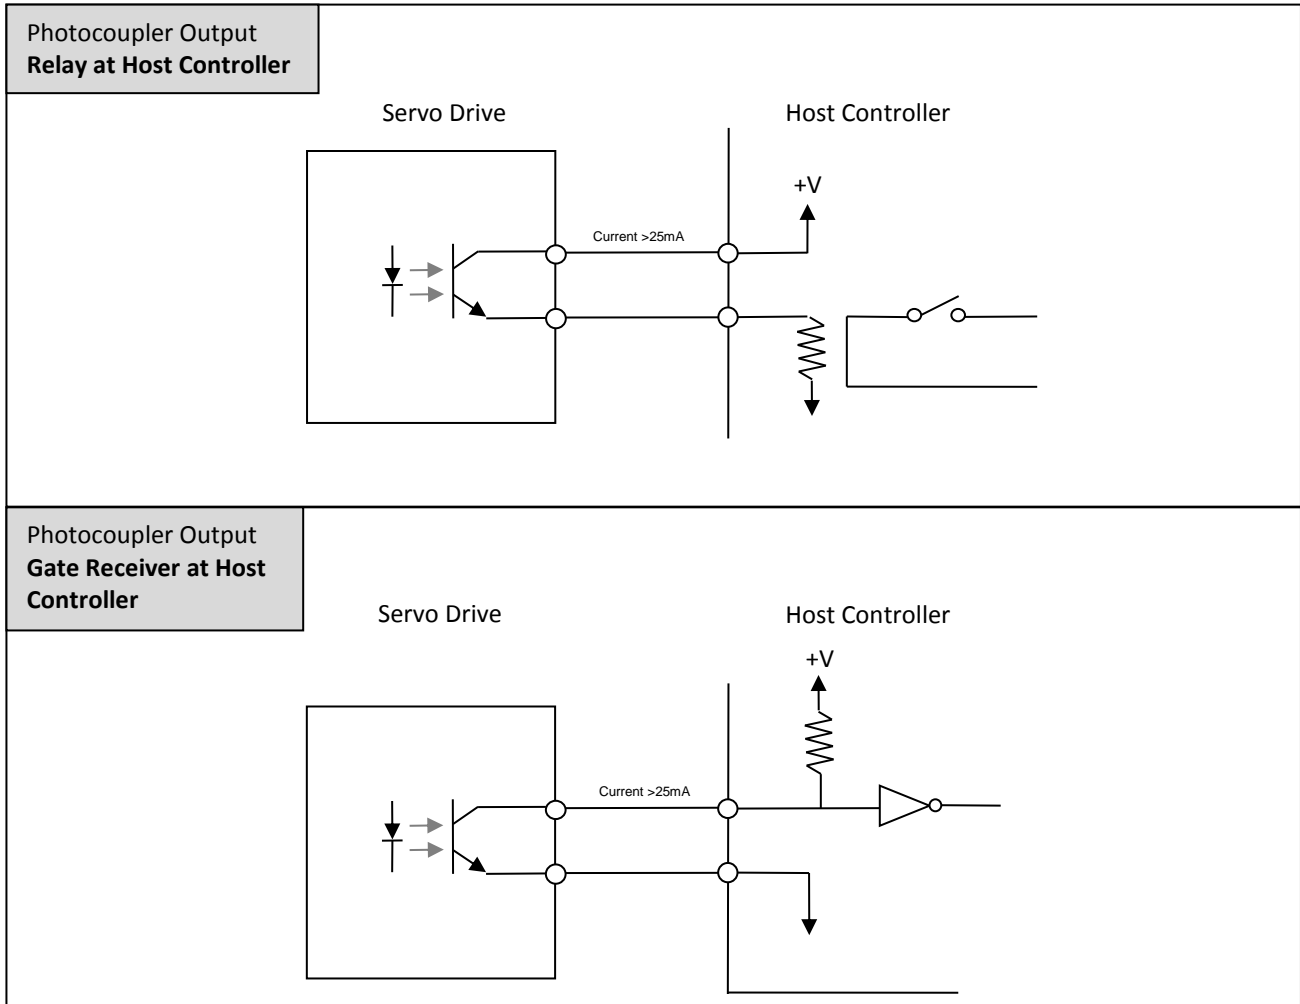 Photocoupler Output
Relay at Host Controller
Servo Drive
Host Controller
+V
Current >25mA
Photocoupler Output
Gate Receiver at Host
Controller
Servo Drive
Host Controller
+V
Current >25mA